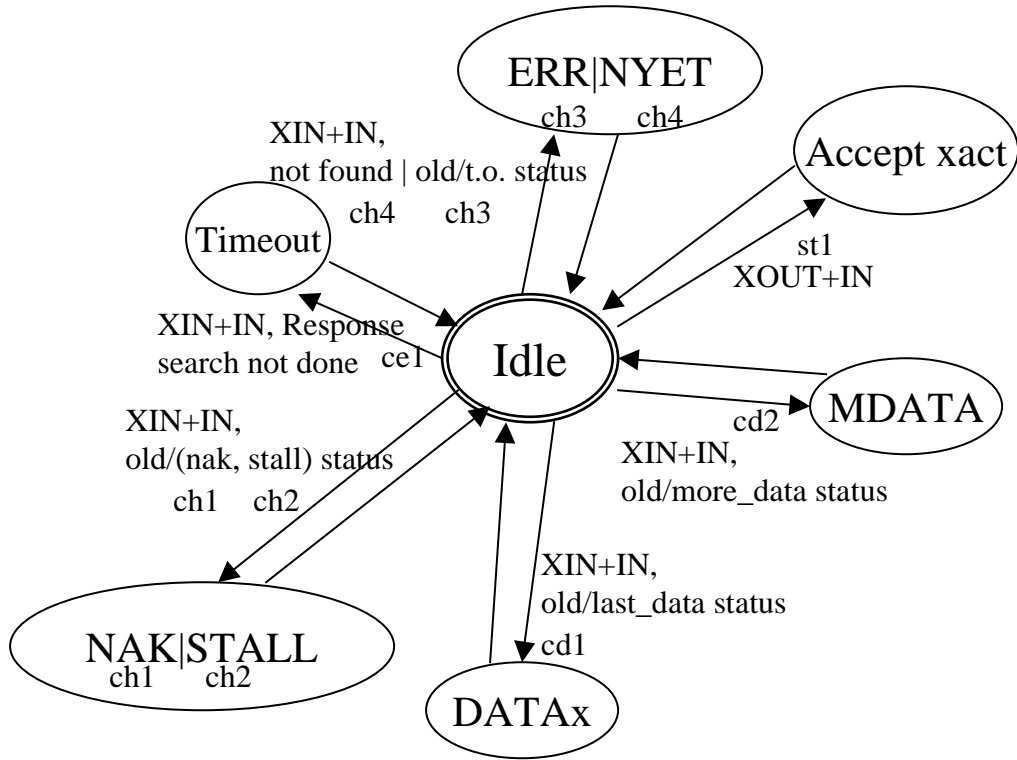 ERR|NYET
ch3 ch4
XIN+IN,
not found | old/t.o. status
ch4 ch3
Accept xact
Timeout
st1
XOUT+IN
XIN+IN, Response
search not done ce1
Idle
MDATA
cd2
XIN+IN,
old/more_data status
XIN+IN,
old/(nak, stall) status
ch1 ch2
XIN+IN,
old/last_data status
cd1
NAK|STALL
ch1 ch2
DATAx